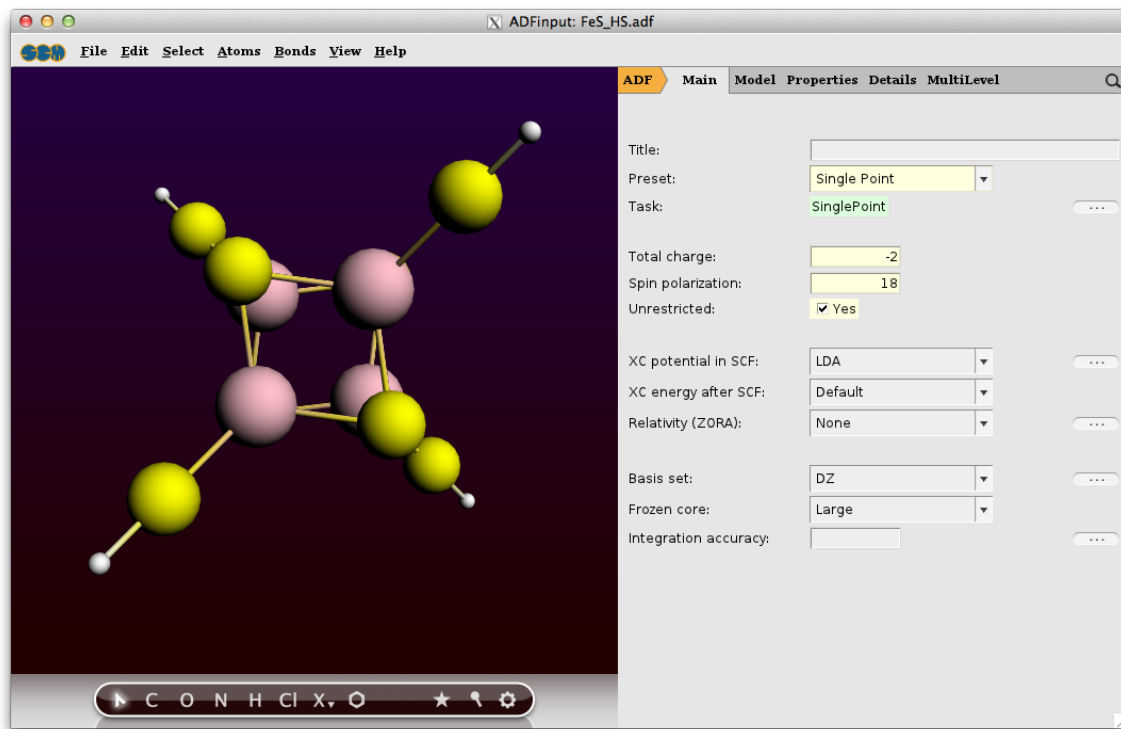 X ADFinput: FeS_HS.adf
SCM File Edit Select Atoms Bonds View Help
ADF Main Model Properties Details MultiLevel
Title:
Preset: Single Point
Task: SinglePoint ...
Total charge: -2
Spin polarization: 18
Unrestricted: Yes
XC potential in SCF: LDA ...
XC energy after SCF: Default
Relativity (ZORA): None ...
Basis set: DZ ...
Frozen core: Large
Integration accuracy: ...
C O N H Cl X